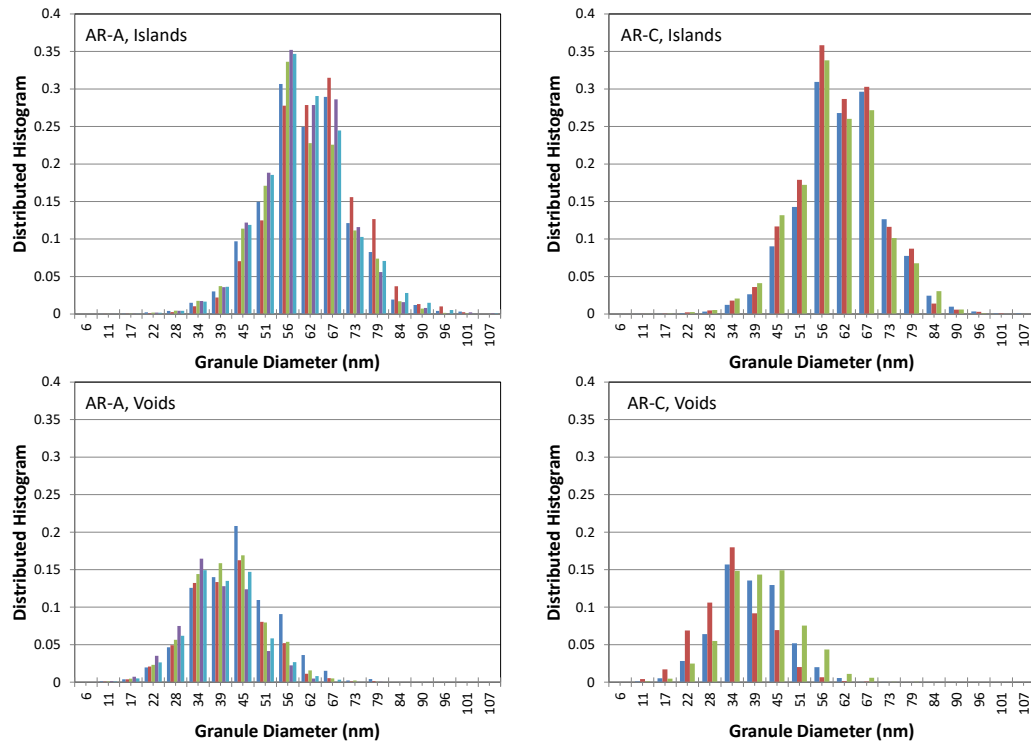 AR-A, Islands
Distributed Histogram
0.4
0.35
0.3
0.25
0.2
0.15
0.1
0.05
0
6 11 17 22 28 34 39 45 51 56 62 67 73 79 84 90 96 101 107
Granule Diameter (nm)
AR-C, Islands
Distributed Histogram
0.4
0.35
0.3
0.25
0.2
0.15
0.1
0.05
0
6 11 17 22 28 34 39 45 51 56 62 67 73 79 84 90 96 101 107
Granule Diameter (nm)
AR-A, Voids
Distributed Histogram
0.4
0.35
0.3
0.25
0.2
0.15
0.1
0.05
0
6 11 17 22 28 34 39 45 51 56 62 67 73 79 84 90 96 101 107
Granule Diameter (nm)
AR-C, Voids
Distributed Histogram
0.4
0.35
0.3
0.25
0.2
0.15
0.1
0.05
0
6 11 17 22 28 34 39 45 51 56 62 67 73 79 84 90 96 101 107
Granule Diameter (nm)